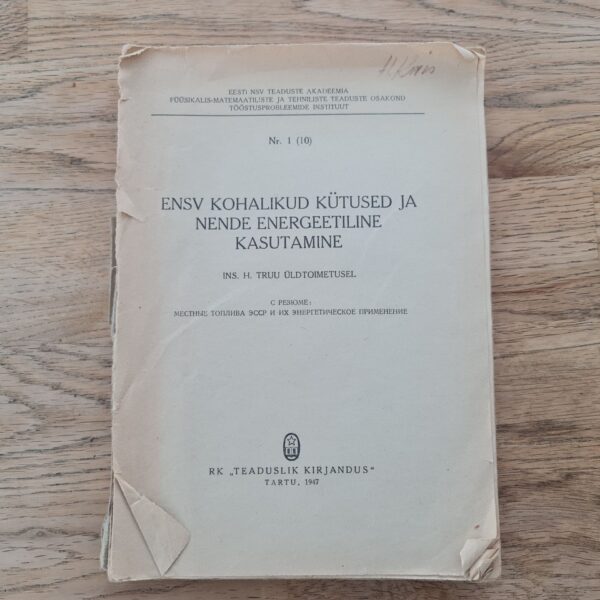 EESTI NSV TEADUSTE AKADEEMIA
FÜÜSIKALIS-MATEMAATILISTE JA TEHNILISTE TEADUSTE OSAKOND
TÖÖSTUSPROBLEEMIDE INSTITUUT
Nr. 1 (10)
ENSV KOHALIKUD KÜTUSED JA
NENDE ENERGEETILINE
KASUTAMINE
INS. H. TRUU ÜLDTOIMETUSEL
С РЕЗЮМЕ:
МЕСТНЫЕ ТОПЛИВА ЭССР И ИХ ЭНЕРГЕТИЧЕСКОЕ ПРИМЕНЕНИЕ
RK „TEADUSLIK KIRJANDUS"
TARTU, 1947